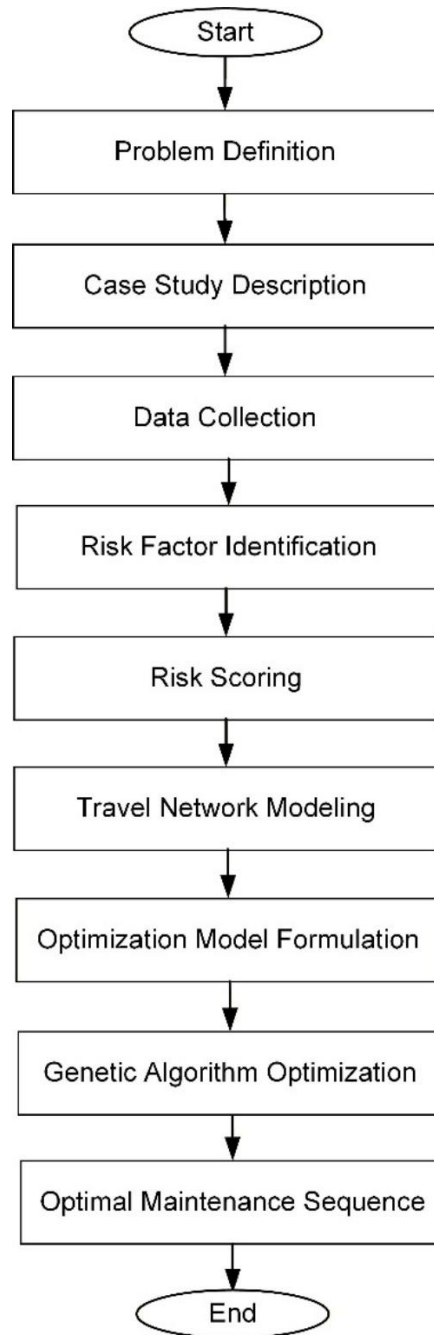 Start
Problem Definition
Case Study Description
Data Collection
Risk Factor Identification
Risk Scoring
Travel Network Modeling
Optimization Model Formulation
Genetic Algorithm Optimization
Optimal Maintenance Sequence
End